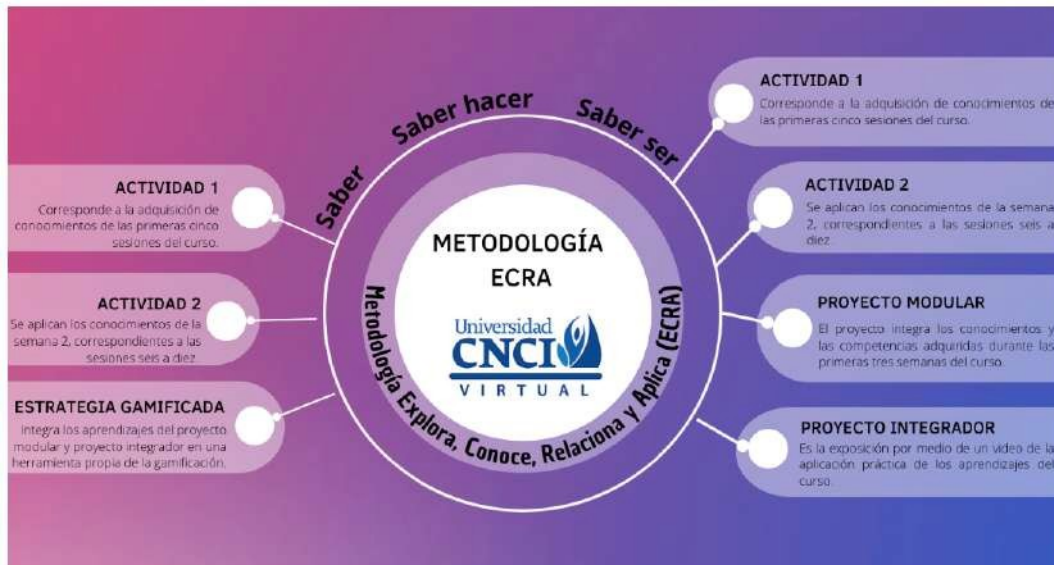 Saber
Saber hacer
Saber ser
METODOLOGÍA
ECRA
Universidad
CNCI
VIRTUAL
Metodología Explora, Conoce, Relaciona y Aplica (ECRA)
ACTIVIDAD 1
Corresponde a la adquisición de
conocimientos de las primeras cinco
sesiones del curso.
ACTIVIDAD 2
Se aplican los conocimientos de la
semana 2, correspondientes a las
sesiones seis a diez.
ESTRATEGIA GAMIFICADA
Integra los aprendizajes del proyecto
modular y proyecto integrador en una
herramienta propia de la gamificación.
ACTIVIDAD 1
Corresponde a la adquisición de conocimientos de
las primeras cinco sesiones del curso.
ACTIVIDAD 2
Se aplican los conocimientos de la semana
2, correspondientes a las sesiones seis a
diez.
PROYECTO MODULAR
El proyecto integra los conocimientos y
las competencias adquiridas durante las
primeras tres semanas del curso.
PROYECTO INTEGRADOR
Es la exposición por medio de un video de la
aplicación práctica de los aprendizajes del
curso.